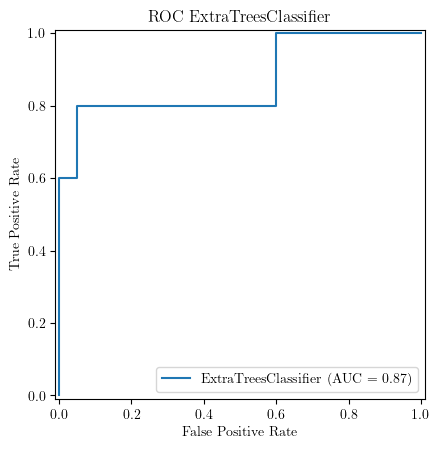 ROC ExtraTreesClassifier
1.0
0.8
0.6
0.4
0.2
0.0
True Positive Rate
ExtraTreesClassifier (AUC = 0.87)
0.0 0.2 0.4 0.6 0.8 1.0
False Positive Rate